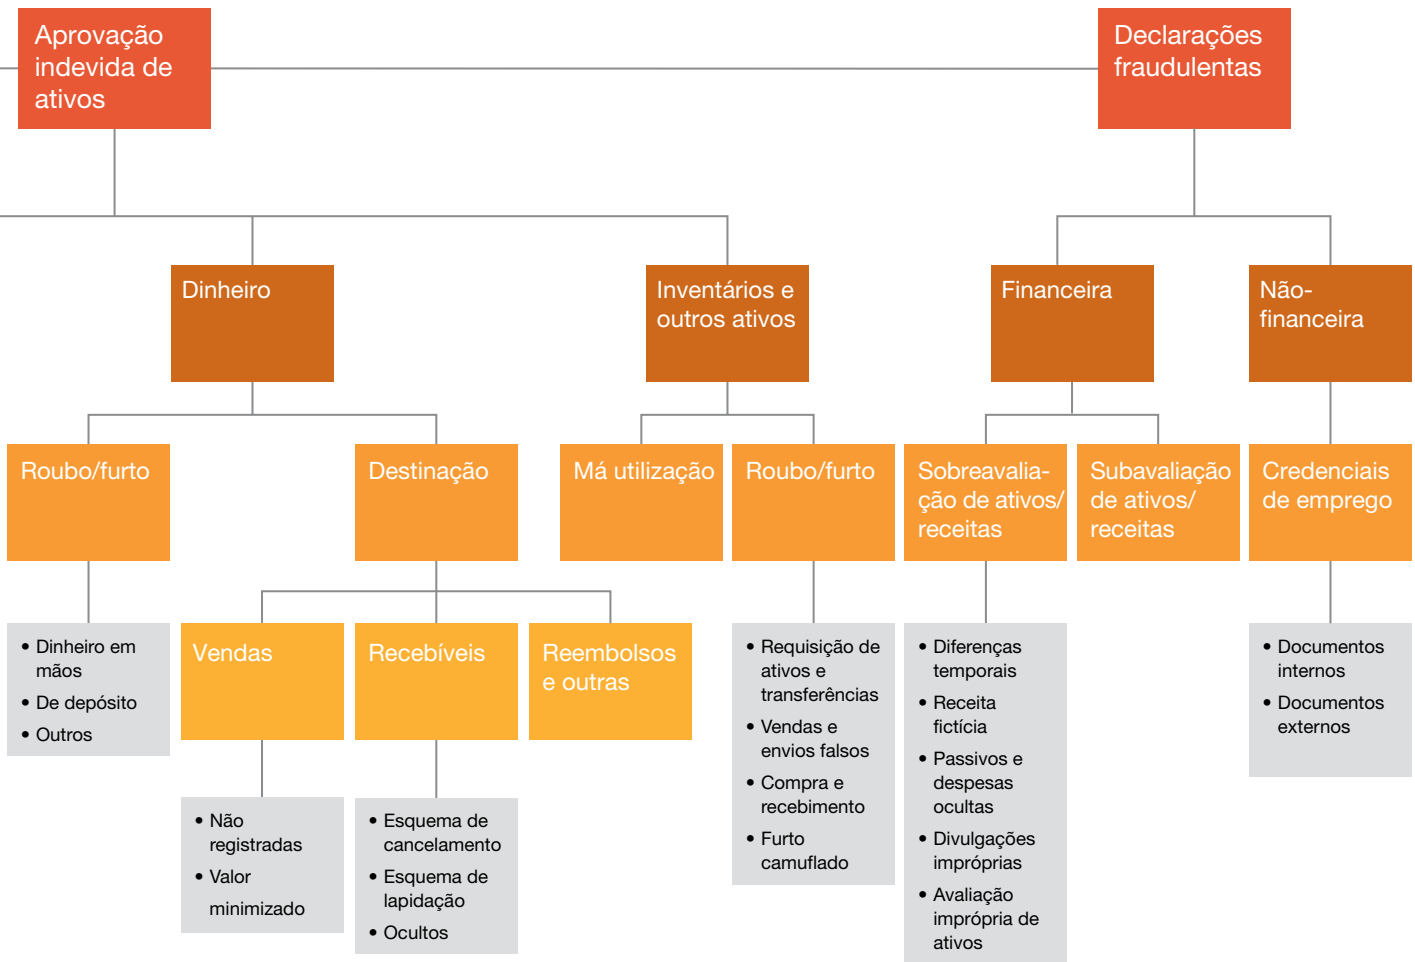 Aprovação
indevida de
ativos
Declarações
fraudulentas
Dinheiro
Inventários e
outros ativos
Financeira
Não-
financeira
Roubo/furto
Destinação
Má utilização
Roubo/furto
Sobreavalia-
ção de ativos/
receitas
Subavaliação
de ativos/
receitas
Credenciais
de emprego
• Dinheiro em
mãos
• De depósito
• Outros
Vendas
Recebíveis
Reembolsos
e outras
• Requisição de
ativos e
transferências
• Vendas e
envios falsos
• Compra e
recebimento
• Furto
camuflado
• Diferenças
temporais
• Receita
fictícia
• Passivos e
despesas
ocultas
• Divulgações
impróprias
• Avaliação
imprópria de
ativos
• Documentos
internos
• Documentos
externos
• Não
registradas
• Valor
minimizado
• Esquema de
cancelamento
• Esquema de
lapidação
• Ocultos